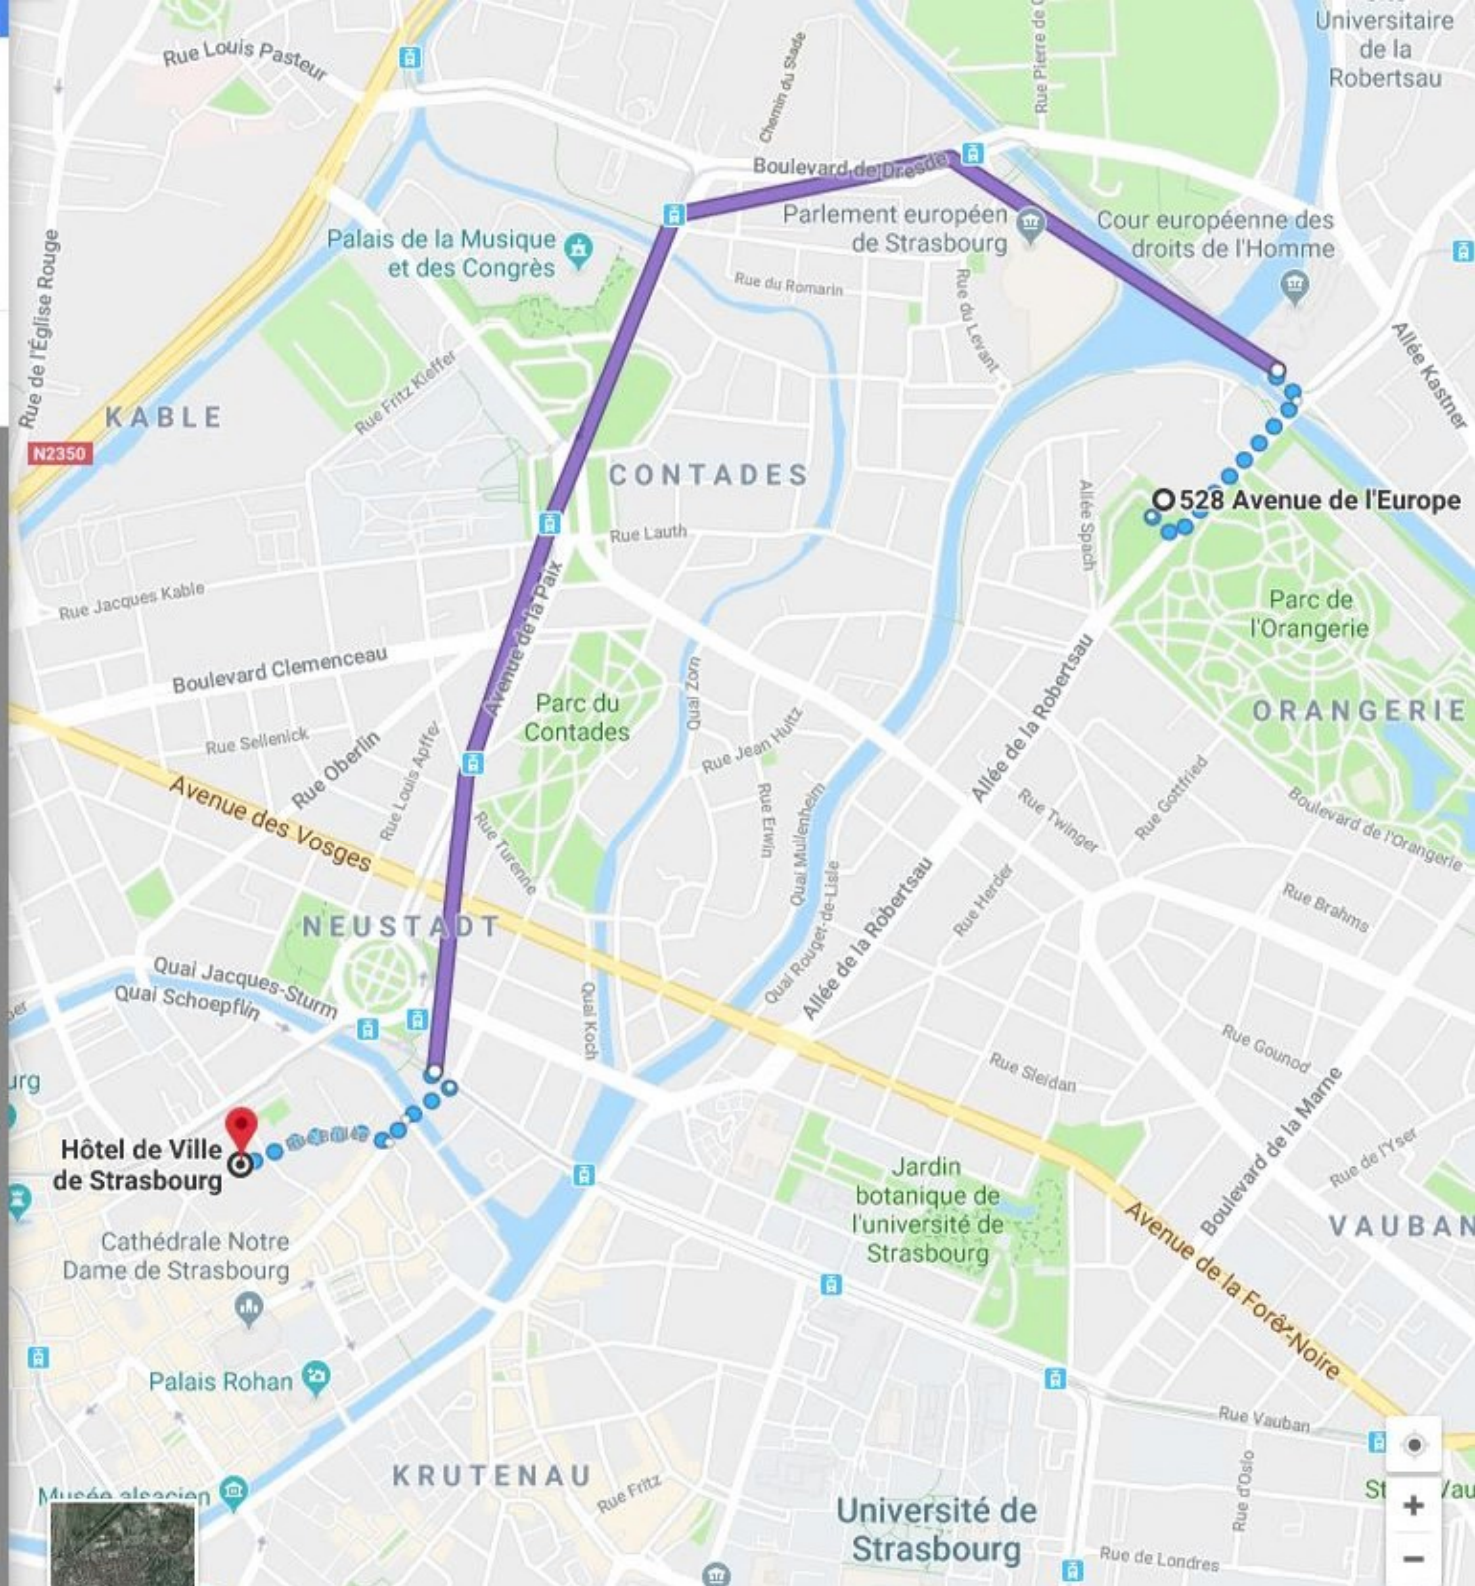 Universitaire
de la
Robertsau
Rue Louis Pasteur
Chemin du Stade
Rue Pierre de
Boulevard de Dresde
Parlement européen
de Strasbourg
Cour européenne des
droits de l'Homme
Palais de la Musique
et des Congrès
Rue de l'Église Rouge
Rue du Romarin
Rue du Levant
Allée Kastner
Rue Fritz Kieffer
KABLE
N2350
CONTADES
528 Avenue de l'Europe
Allée Spach
Rue Lauth
Rue Jacques Kablé
Avenue de la Paix
Parc de
l'Orangerie
Boulevard Clemenceau
Allée de la Robertsau
Quai Zorn
Parc du
Contades
ORANGERIE
Rue Sellenick
Rue Oberlin
Rue Louis Apffel
Rue Jean Hultz
Avenue des Vosges
Rue Turenne
Rue Erwin
Quai Mullenheim
Rue Twinger
Rue Gottfried
Boulevard de l'Orangerie
Quai Rouget-de-Lisle
Allée de la Robertsau
Rue Herder
Rue Brahms
NEUSTADT
Quai Jacques-Sturm
Quai Schoepflin
Quai Koch
Rue Sleidan
Rue Gounod
urg
Boulevard de la Marne
Rue de l'Yser
Hôtel de Ville
de Strasbourg
Jardin
botanique de
l'université de
Strasbourg
Avenue de la Forêt-Noire
VAUBAN
Cathédrale Notre
Dame de Strasbourg
Palais Rohan
Rue Vauban
Rue d'Oslo
KRUTENAU
Rue Fritz
Musée alsacien
Université de
Strasbourg
Rue de Londres